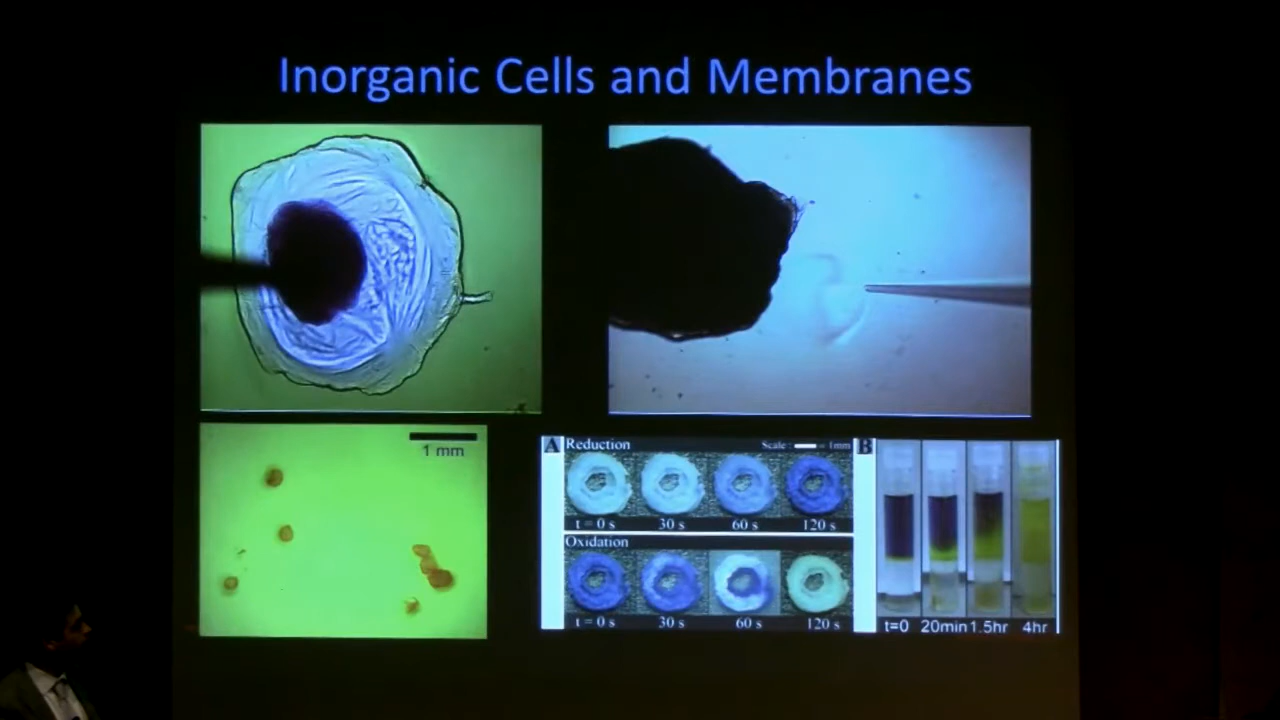 Inorganic Cells and Membranes
1 mm
A
Reduction
Scale : = 1mm
t = 0 s 30 s 60 s 120 s
Oxidation
t = 0 s 30 s 60 s 120 s
B
t=0 20min 1.5hr 4hr